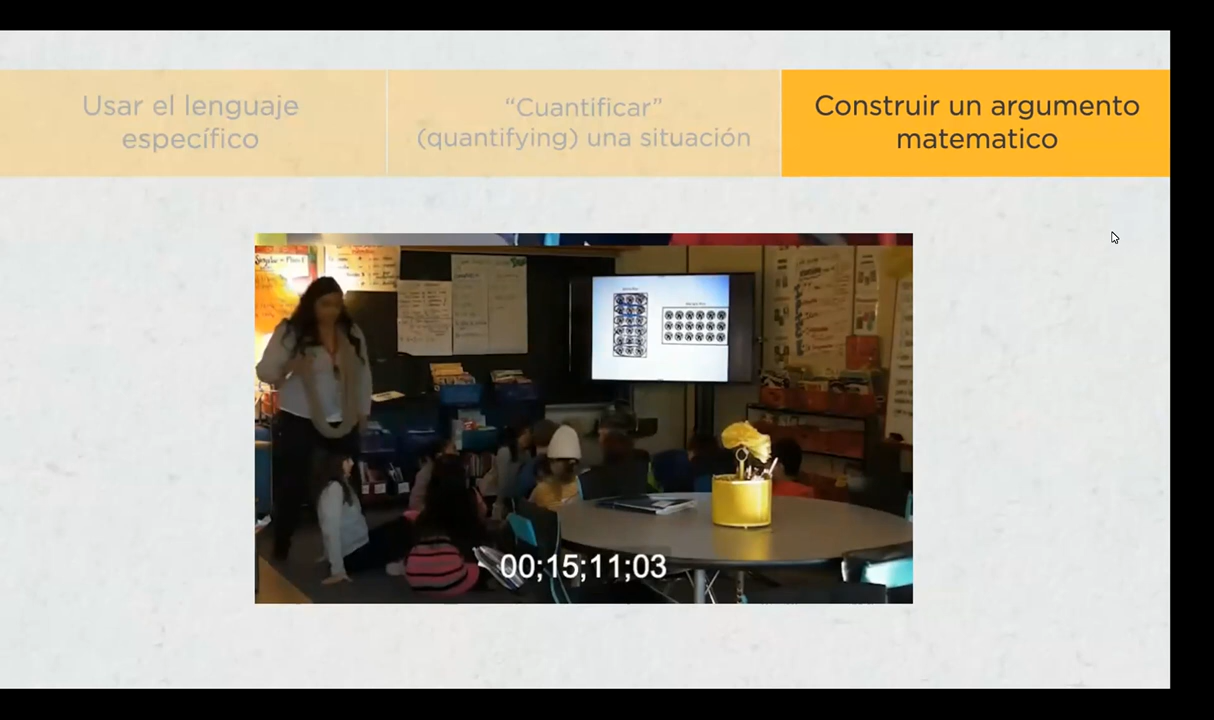 Usar el lenguaje
específico
“Cuantificar”
(quantifying) una situación
Construir un argumento
matematico
00;15;11;03